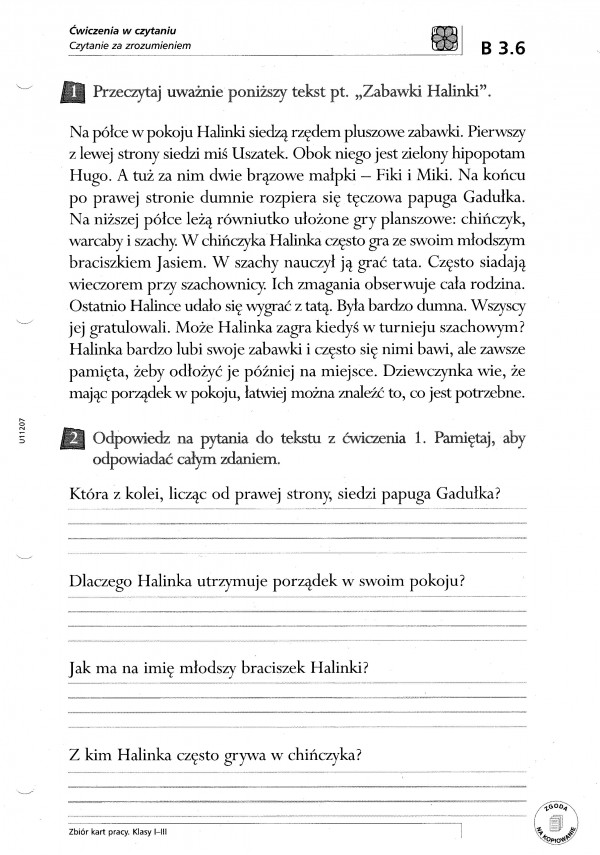 Ćwiczenia w czytaniu
Czytanie za zrozumieniem
B 3.6
1 Przeczytaj uważnie poniższy tekst pt. „Zabawki Halinki”.
Na półce w pokoju Halinki siedzą rzędem pluszowe zabawki. Pierwszy
z lewej strony siedzi miś Uszatek. Obok niego jest zielony hipopotam
Hugo. A tuż za nim dwie brązowe małpki – Fiki i Miki. Na końcu
po prawej stronie dumnie rozpiera się tęczowa papuga Gadułka.
Na niższej półce leżą równiutko ułożone gry planszowe: chińczyk,
warcaby i szachy. W chińczyka Halinka często gra ze swoim młodszym
braciszkiem Jasiem. W szachy nauczył ją grać tata. Często siadają
wieczorem przy szachownicy. Ich zmagania obserwuje cała rodzina.
Ostatnio Halince udało się wygrać z tatą. Była bardzo dumna. Wszyscy
jej gratulowali. Może Halinka zagra kiedyś w turnieju szachowym?
Halinka bardzo lubi swoje zabawki i często się nimi bawi, ale zawsze
pamięta, żeby odłożyć je później na miejsce. Dziewczynka wie, że
mając porządek w pokoju, łatwiej można znaleźć to, co jest potrzebne.
U11207
2 Odpowiedz na pytania do tekstu z ćwiczenia 1. Pamiętaj, aby
odpowiadać całym zdaniem.
Która z kolei, licząc od prawej strony, siedzi papuga Gadułka?
Dlaczego Halinka utrzymuje porządek w swoim pokoju?
Jak ma na imię młodszy braciszek Halinki?
Z kim Halinka często grywa w chińczyka?
Zbiór kart pracy. Klasy I–III
ZGODA
NA KOPIOWANIE